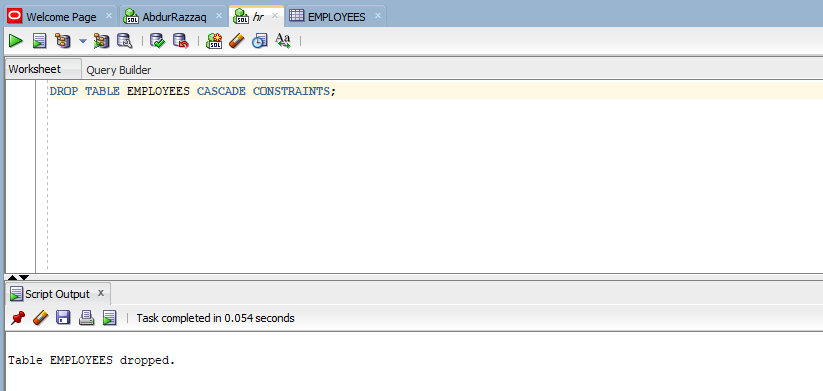 Welcome Page AbdurRazzaq hr EMPLOYEES
Worksheet Query Builder
DROP TABLE EMPLOYEES CASCADE CONSTRAINTS;
Script Output x
Task completed in 0.054 seconds
Table EMPLOYEES dropped.